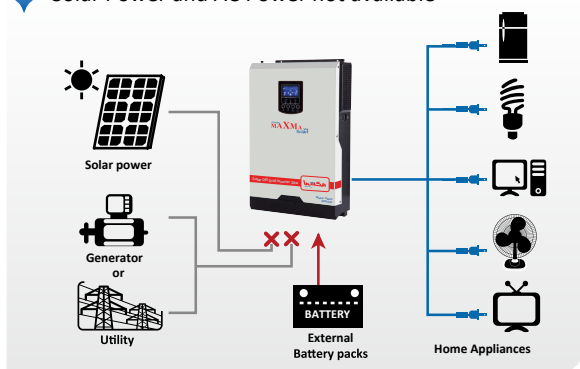 Solar Power and AC Power not available
MAXMA
Solar power
مكسيما
Generator
or
Utility
BATTERY
External
Battery packs
Home Appliances